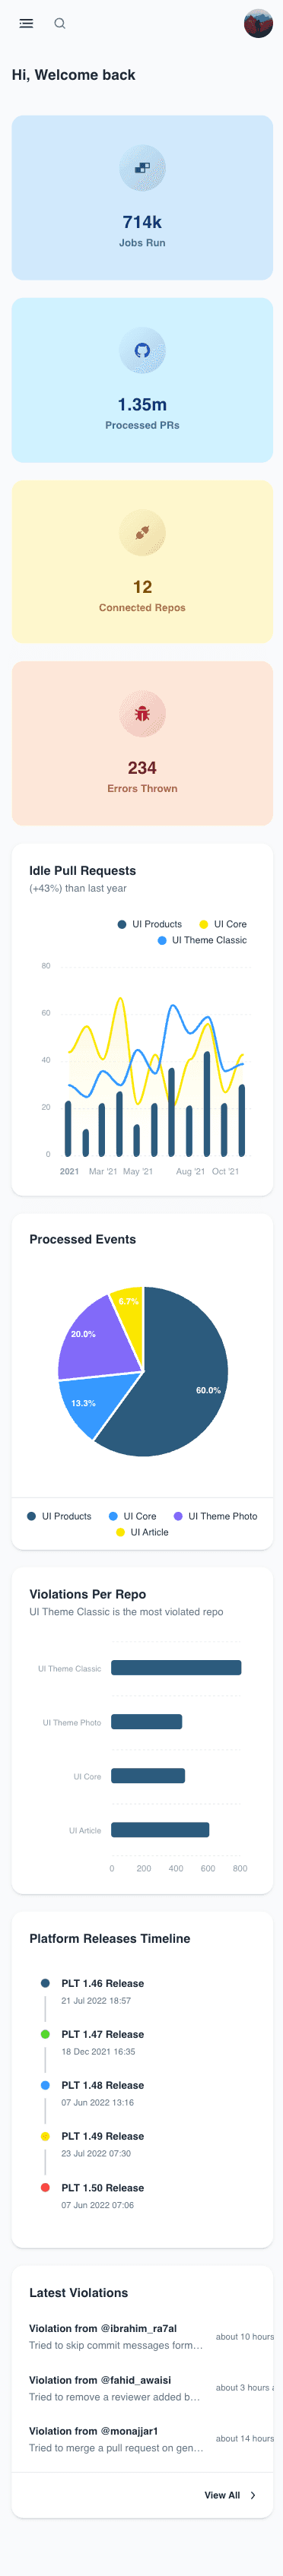 Hi, Welcome back
714k
Jobs Run
1.35m
Processed PRs
12
Connected Repos
234
Errors Thrown
Idle Pull Requests
(+43%) than last year
UI Products UI Core
UI Theme Classic
80
60
40
20
0
2021 Mar '21 May '21 Aug '21 Oct '21
Processed Events
6.7%
20.0%
60.0%
13.3%
UI Products UI Core UI Theme Photo
UI Article
Violations Per Repo
UI Theme Classic is the most violated repo
UI Theme Classic
UI Theme Photo
UI Core
UI Article
0 200 400 600 800
Platform Releases Timeline
PLT 1.46 Release
21 Jul 2022 18:57
PLT 1.47 Release
18 Dec 2021 16:35
PLT 1.48 Release
07 Jun 2022 13:16
PLT 1.49 Release
23 Jul 2022 07:30
PLT 1.50 Release
07 Jun 2022 07:06
Latest Violations
Violation from @ibrahim_ra7al
Tried to skip commit messages form... about 10 hours
Violation from @fahid_awaisi
Tried to remove a reviewer added b... about 3 hours a
Violation from @monajjar1
Tried to merge a pull request on gen... about 14 hours
View All